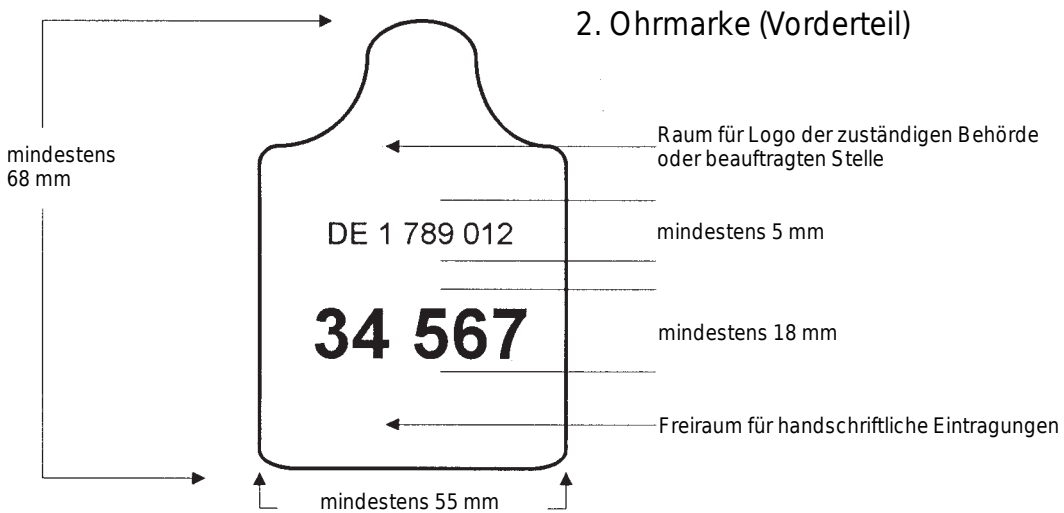 2. Ohrmarke (Vorderteil)
mindestens
68 mm
Raum für Logo der zuständigen Behörde
oder beauftragten Stelle
DE 1 789 012
mindestens 5 mm
34 567
mindestens 18 mm
Freiraum für handschriftliche Eintragungen
mindestens 55 mm